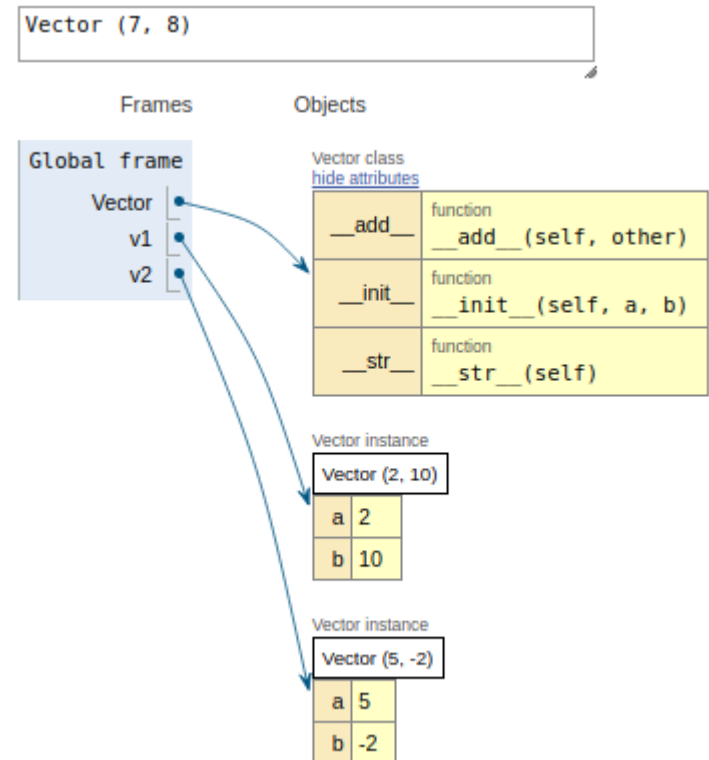 Vector (7, 8)
Frames Objects
Global frame
Vector
v1
v2
Vector class
hide attributes
__add__ function
__add__(self, other)
__init__ function
__init__(self, a, b)
__str__ function
__str__(self)
Vector instance
Vector (2, 10)
a 2
b 10
Vector instance
Vector (5, -2)
a 5
b -2